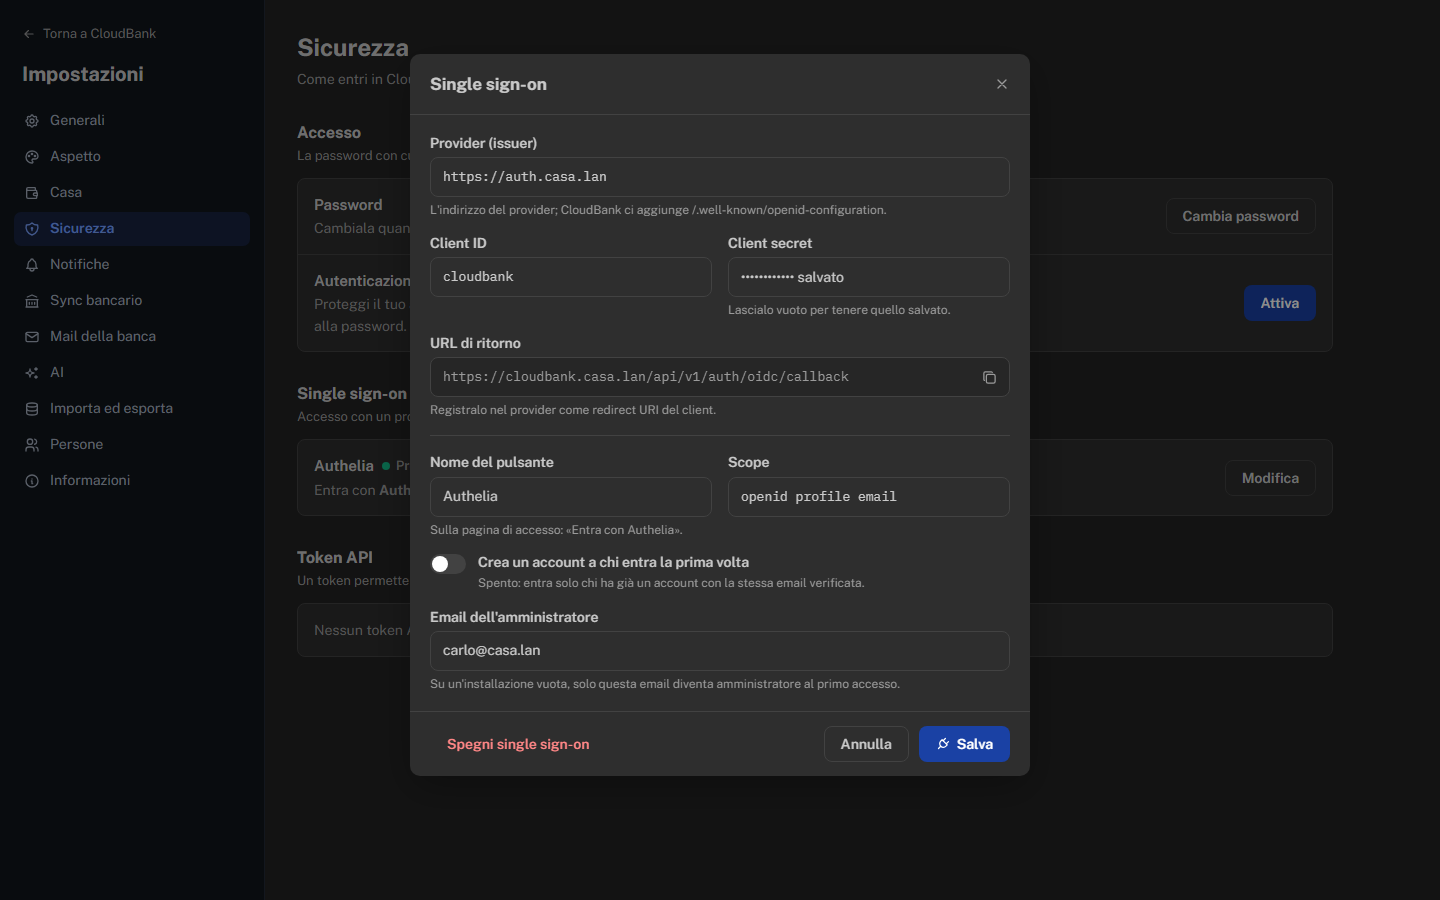 Torna a CloudBank
Impostazioni
Generali
Aspetto
Casa
Sicurezza
Notifiche
Sync bancario
Mail della banca
AI
Importa ed esporta
Persone
Informazioni
Sicurezza
Come entri in
Accesso
La password con
Password
Cambiala
Cambia password
Proteggi il tuo
alla password.
Attiva
Single sign-on
Accesso con un
Authelia
Entra con
Modifica
Token API
Un token permette
Nessun token
Single sign-on
Provider (issuer)
https://auth.casa.lan
L'indirizzo del provider; CloudBank ci aggiunge /.well-known/openid-configuration.
Client ID
Client secret
cloudbank
•••••••••••• salvato
Lascialo vuoto per tenere quello salvato.
URL di ritorno
https://cloudbank.casa.lan/api/v1/auth/oidc/callback
Registralo nel provider come redirect URI del client.
Nome del pulsante
Scope
Authelia
openid profile email
Sulla pagina di accesso: «Entra con Authelia».
Crea un account a chi entra la prima volta
Spento: entra solo chi ha già un account con la stessa email verificata.
Email dell'amministratore
carlo@casa.lan
Su un'installazione vuota, solo questa email diventa amministratore al primo accesso.
Spegni single sign-on
Annulla
Salva